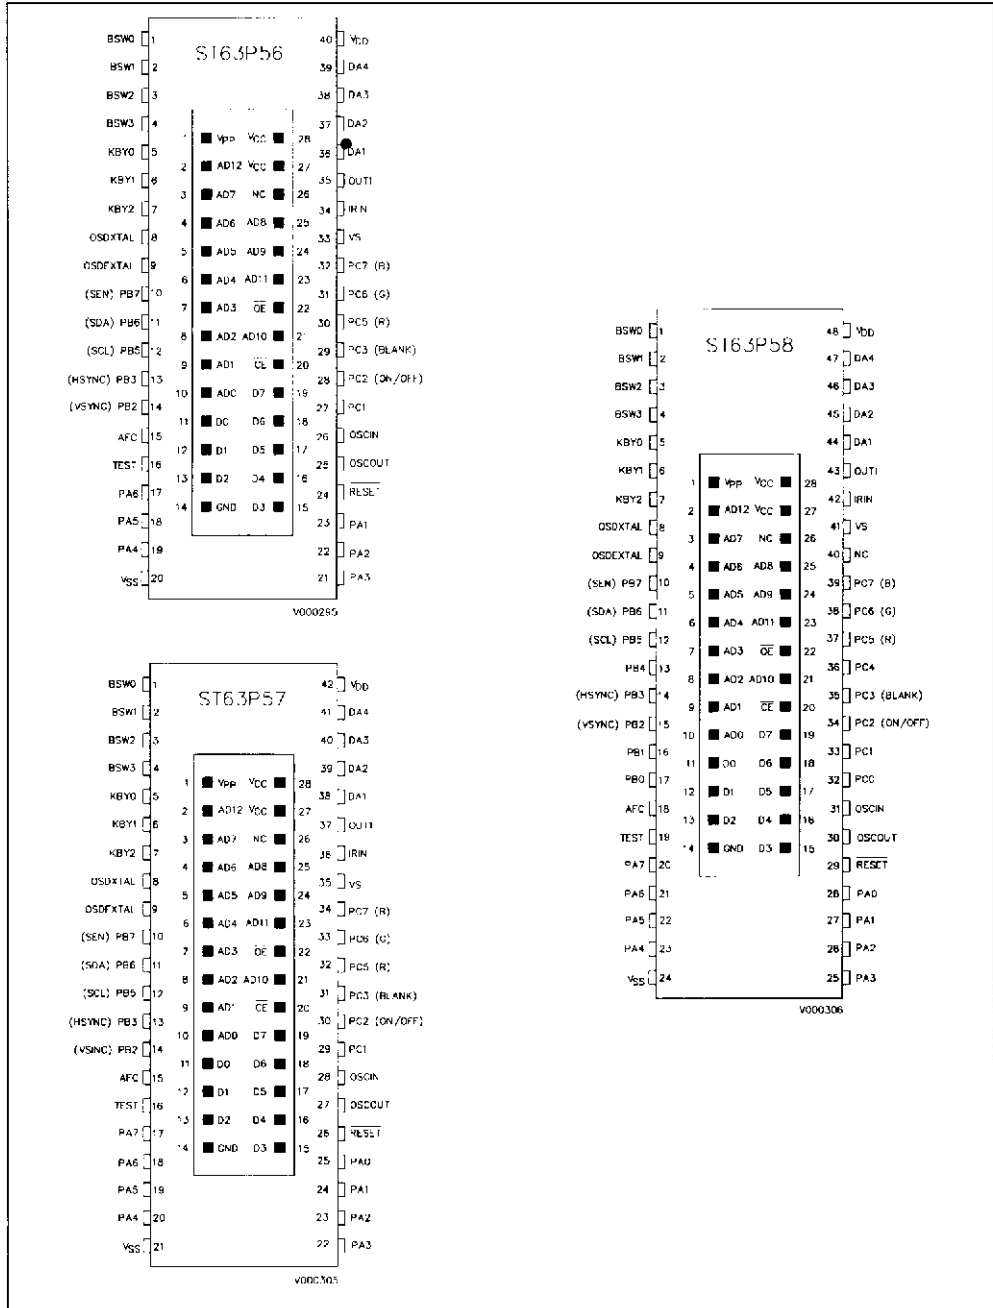 ST63P56
BSW0 1 40 VDD
BSW1 2 39 DA4
BSW2 3 38 DA3
BSW3 4 37 DA2
1 VPP VCC 28
KBY0 5 36 DA1
2 AD12 VCC 27
KBY1 6 35 OUT1
3 AD7 NC 26
KBY2 7 34 IRIN
4 AD6 AD8 25
OSDXTAL 8 33 VS
5 AD5 AD9 24
OSDEXTAL 9 32 PC7 (B)
6 AD4 AD11 23
(SEN) PB7 10 31 PC6 (G)
7 AD3 OE 22
(SDA) PB6 11 30 PC5 (R)
8 AD2 AD10 21
(SCL) PB5 12 29 PC3 (BLANK)
9 AD1 CE 20
(HSYNC) PB3 13 28 PC2 (ON/OFF)
10 AD0 D7 19
(VSYNC) PB2 14 27 PC1
11 D0 D6 18
AFC 15 26 OSCIN
12 D1 D5 17
TEST 16 25 OSCOUT
13 D2 D4 16
PA6 17 24 RESET
14 GND D3 15
PA5 18 23 PA1
PA4 19 22 PA2
VSS 20 21 PA3
V000295
ST63P57
BSW0 1 42 VDD
BSW1 2 41 DA4
BSW2 3 40 DA3
BSW3 4 39 DA2
1 VPP VCC 28
KBY0 5 38 DA1
2 AD12 VCC 27
KBY1 6 37 OUT1
3 AD7 NC 26
KBY2 7 36 IRIN
4 AD6 AD8 25
OSDXTAL 8 35 VS
5 AD5 AD9 24
OSDEXTAL 9 34 PC7 (B)
6 AD4 AD11 23
(SEN) PB7 10 33 PC6 (G)
7 AD3 OE 22
(SDA) PB6 11 32 PC5 (R)
8 AD2 AD10 21
(SCL) PB5 12 31 PC3 (BLANK)
9 AD1 CE 20
(HSYNC) PB3 13 30 PC2 (ON/OFF)
10 AD0 D7 19
(VSINC) PB2 14 29 PC1
11 D0 D6 18
AFC 15 28 OSCIN
12 D1 D5 17
TEST 16 27 OSCOUT
13 D2 D4 16
PA7 17 26 RESET
14 GND D3 15
PA6 18 25 PA0
PA5 19 24 PA1
PA4 20 23 PA2
VSS 21 22 PA3
V000305
ST63P58
BSW0 1 48 VDD
BSW1 2 47 DA4
BSW2 3 46 DA3
BSW3 4 45 DA2
KBY0 5 44 DA1
KBY1 6 43 OUT1
1 VPP VCC 28
KBY2 7 42 IRIN
2 AD12 VCC 27
OSDXTAL 8 41 VS
3 AD7 NC 26
OSDEXTAL 9 40 NC
4 AD6 AD8 25
(SEN) PB7 10 39 PC7 (B)
5 AD5 AD9 24
(SDA) PB6 11 38 PC6 (G)
6 AD4 AD11 23
(SCL) PB5 12 37 PC5 (R)
7 AD3 OE 22
PB4 13 36 PC4
8 AD2 AD10 21
(HSYNC) PB3 14 35 PC3 (BLANK)
9 AD1 CE 20
(VSYNC) PB2 15 34 PC2 (ON/OFF)
10 AD0 D7 19
PB1 16 33 PC1
11 D0 D6 18
PB0 17 32 PC0
12 D1 D5 17
AFC 18 31 OSCIN
13 D2 D4 16
TEST 19 30 OSCOUT
14 GND D3 15
PA7 20 29 RESET
PA6 21 28 PA0
PA5 22 27 PA1
PA4 23 26 PA2
VSS 24 25 PA3
V000306